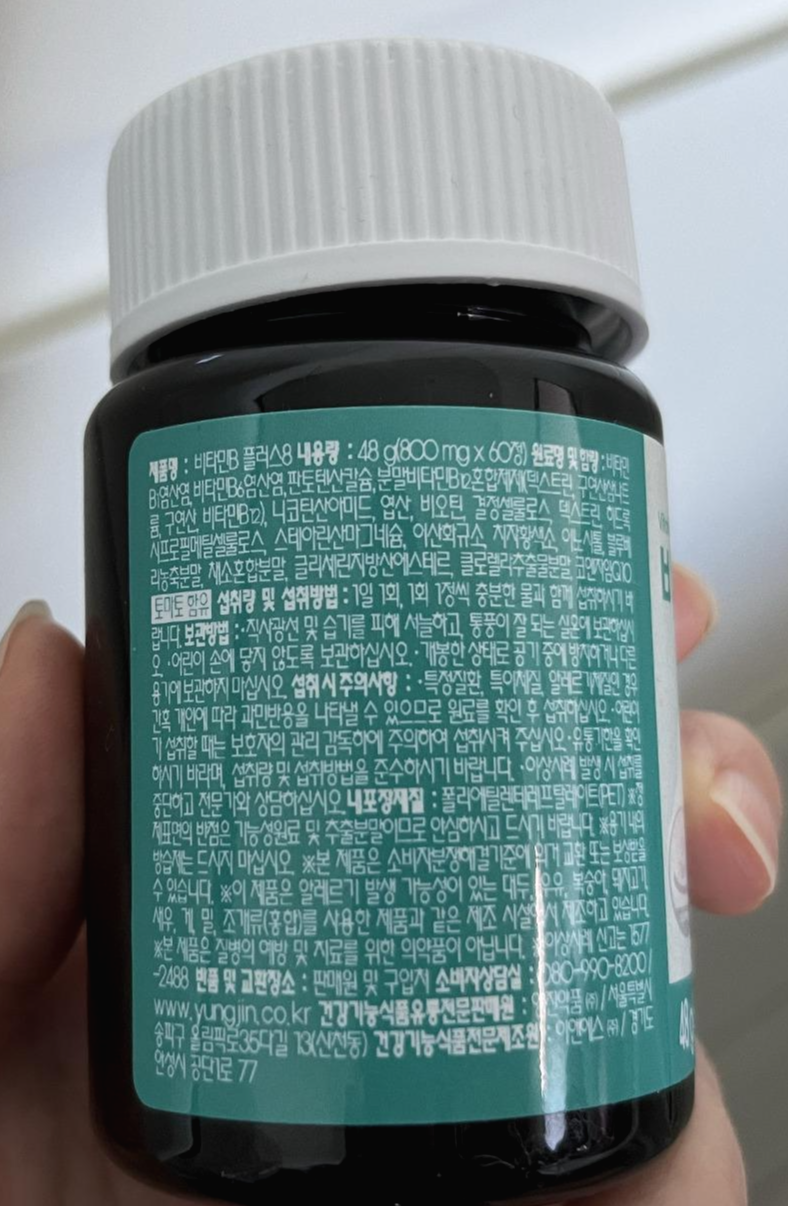 제품명 : 비타민B 플러스8 내용량 : 48 g(800 mg x 60정) 원료명 및 함량 : 비타민
B₁염산염, 비타민B₆염산염, 판토텐산칼슘, 분말비타민B₁₂혼합제제(덱스트린, 구연산삼나트
륨, 구연산, 비타민B₁₂), 니코틴산아미드, 엽산, 비오틴, 결정셀룰로스, 덱스트린, 히드록
시프로필메틸셀룰로스, 스테아린산마그네슘, 이산화규소, 치자황색소, 이노시톨, 블루베
리농축분말, 채소혼합분말, 글리세린지방산에스테르, 클로렐라추출물분말, 코엔자임Q10
토마토 함유 섭취량 및 섭취방법 : 1일 1회, 1회 1정씩 충분한 물과 함께 섭취하시기 바
랍니다. 보관방법 : ·직사광선 및 습기를 피해 서늘하고, 통풍이 잘 되는 실온에 보관하십시
오. ·어린이 손에 닿지 않도록 보관하십시오. ·개봉한 상태로 공기 중에 방치하거나 다른
용기에 보관하지 마십시오. 섭취 시 주의사항 : ·특정질환, 특이체질, 알레르기체질인 경우
간혹 개인에 따라 과민반응을 나타낼 수 있으므로 원료를 확인 후 섭취하십시오. ·어린이
가 섭취할 때는 보호자의 관리 감독하에 주의하여 섭취시켜 주십시오. ·유통기한을 확인
하시기 바라며, 섭취량 및 섭취방법을 준수하시기 바랍니다. ·이상사례 발생 시 섭취를
중단하고 전문가와 상담하십시오. 내포장재질 : 폴리에틸렌테레프탈레이트(PET) ※정
제표면의 반점은 기능성원료 및 추출분말이므로 안심하시고 드시기 바랍니다. ※용기 내의
방습제는 드시지 마십시오. ※본 제품은 소비자분쟁해결기준에 의거 교환 또는 보상받을
수 있습니다. ※이 제품은 알레르기 발생 가능성이 있는 대두, 우유, 복숭아, 돼지고기,
새우, 게, 밀, 조개류(홍합)를 사용한 제품과 같은 제조 시설에서 제조하고 있습니다.
※본 제품은 질병의 예방 및 치료를 위한 의약품이 아닙니다. ※이상사례 신고는 1577
-2488 반품 및 교환장소 : 판매원 및 구입처 소비자상담실 : 080-990-8200 /
www.yungjin.co.kr 건강기능식품유통전문판매원 : 영진약품㈜ / 서울특별시
송파구 올림픽로35다길 13(신천동) 건강기능식품전문제조원 : 이앤에스㈜ / 경기도
안성시 공단1로 77
비
48 g